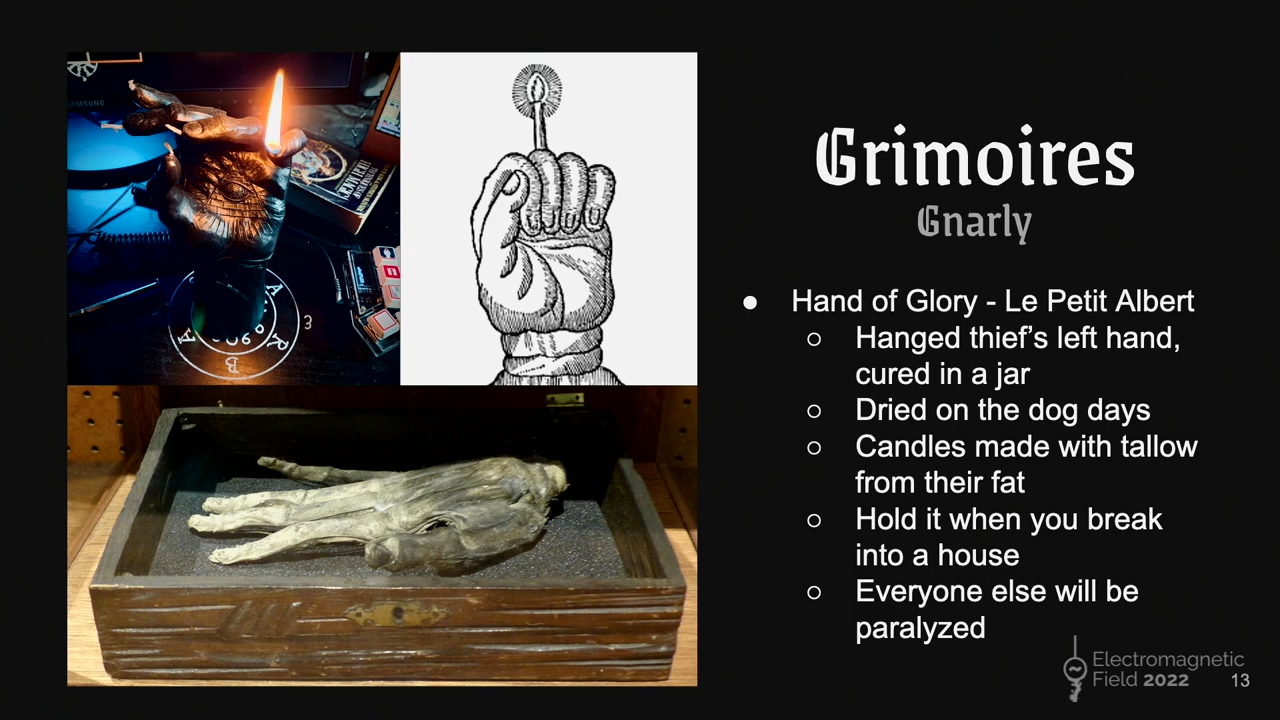 Grimoires
Gnarly
● Hand of Glory - Le Petit Albert
○ Hanged thief's left hand,
cured in a jar
○ Dried on the dog days
○ Candles made with tallow
from their fat
○ Hold it when you break
into a house
○ Everyone else will be
paralyzed
Electromagnetic
Field 2022
13
SAMSUNG